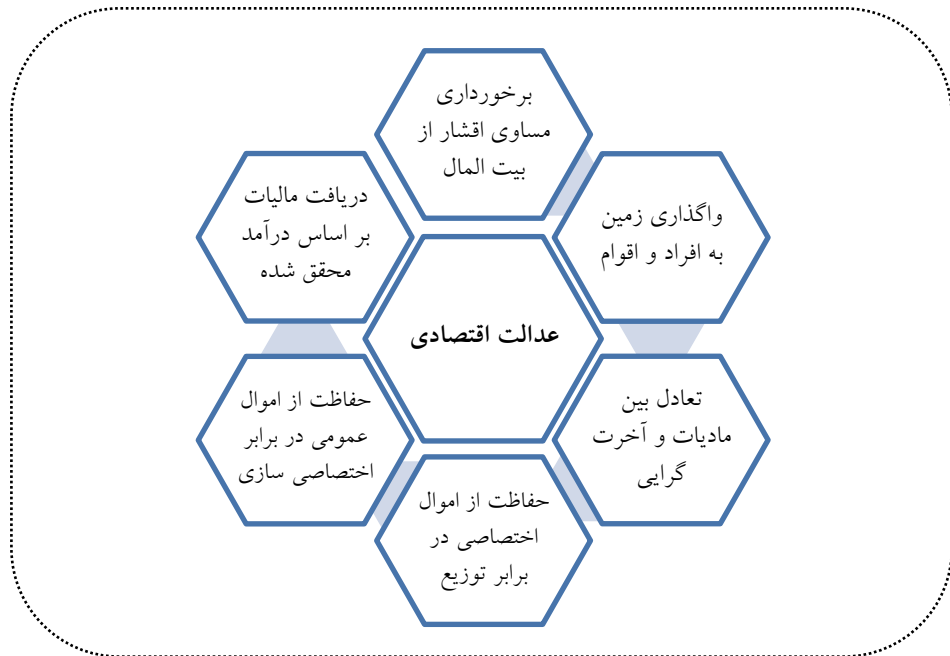 برخورداری
مساوی اقشار از
بیت المال
واگذاری زمین
به افراد و اقوام
تعادل بین
مادیات و آخرت
گرایی
حفاظت از اموال
اختصاصی در
برابر توزیع
حفاظت از اموال
عمومی در برابر
اختصاصی سازی
دریافت مالیات
بر اساس درآمد
محقق شده
عدالت اقتصادی